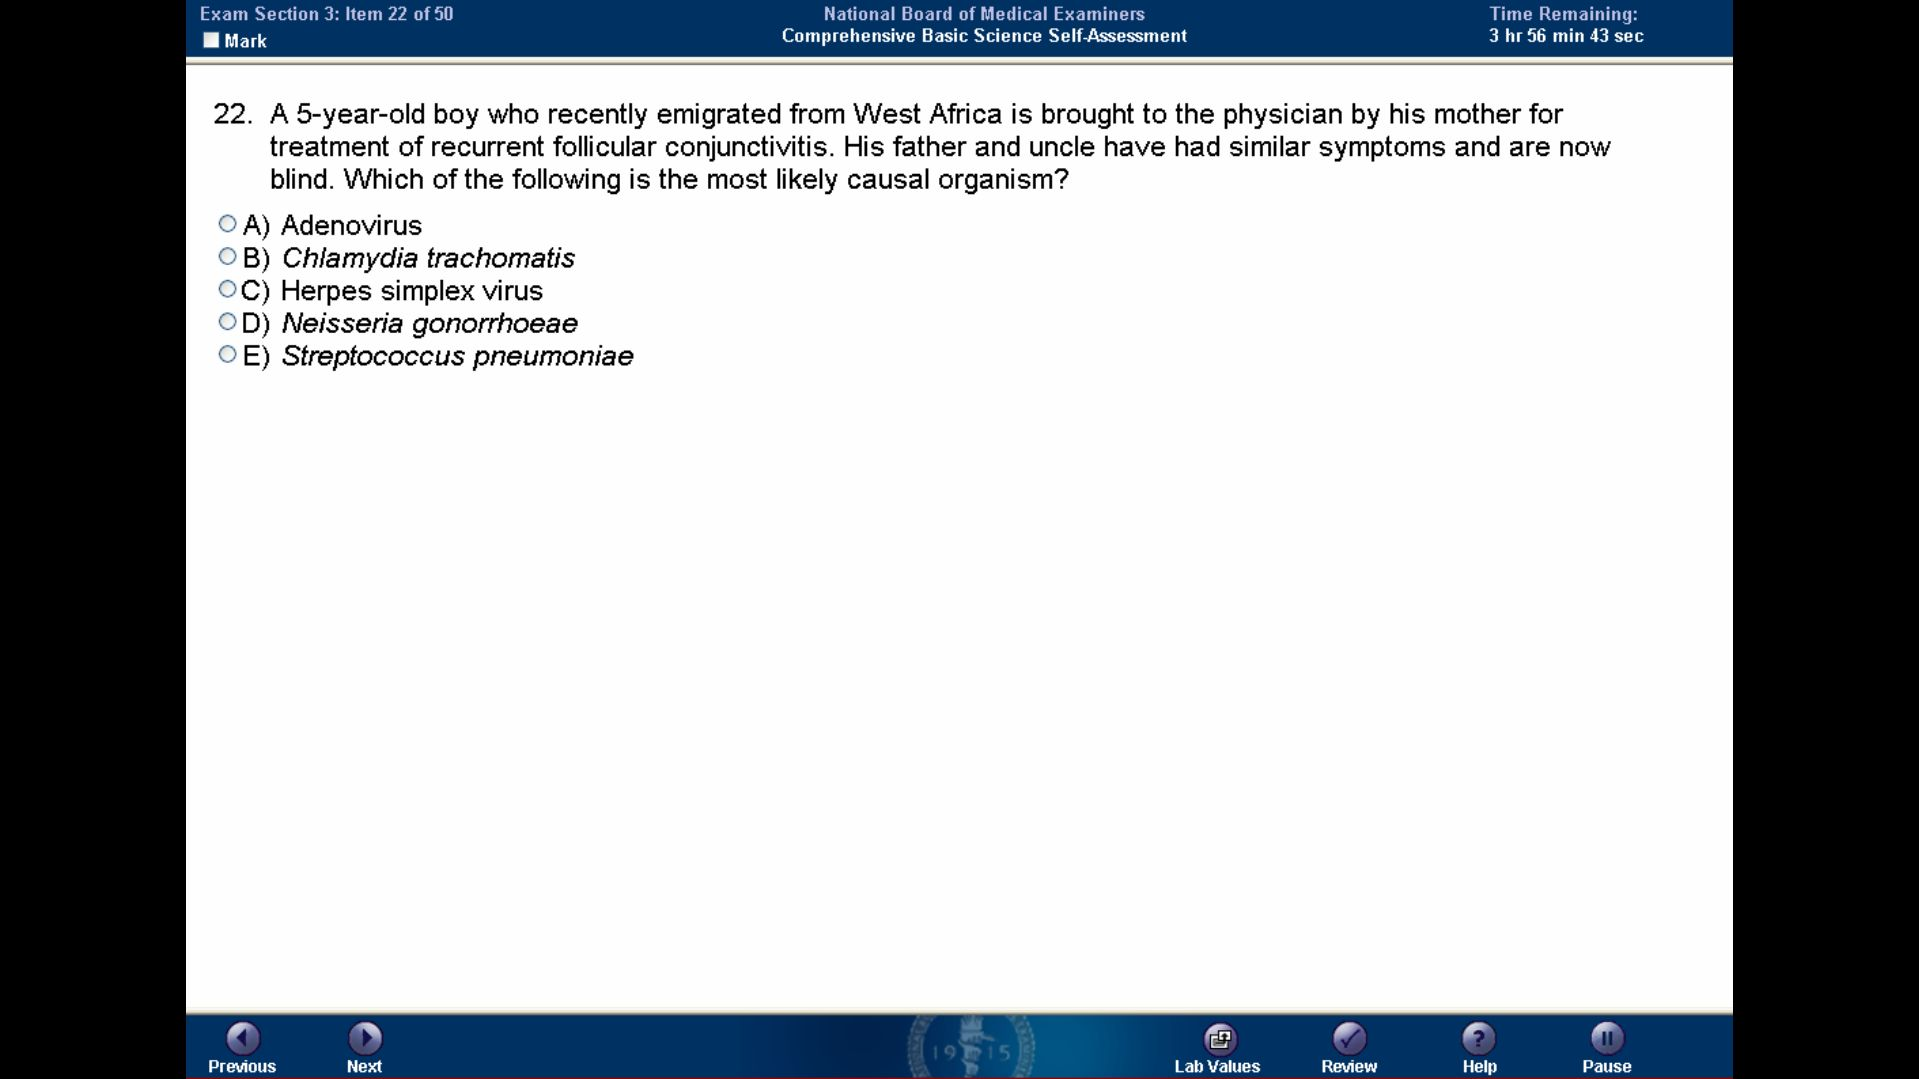 Exam Section 3: Item 22 of 50
National Board of Medical Examiners
Time Remaining:
Mark
Comprehensive Basic Science Self-Assessment
3 hr 56 min 43 sec
22. A 5-year-old boy who recently emigrated from West Africa is brought to the physician by his mother for
treatment of recurrent follicular conjunctivitis. His father and uncle have had similar symptoms and are now
blind. Which of the following is the most likely causal organism?
A) Adenovirus
B) Chlamydia trachomatis
C) Herpes simplex virus
D) Neisseria gonorrhoeae
E) Streptococcus pneumoniae
1915
Previous
Next
Lab Values
Review
Help
Pause